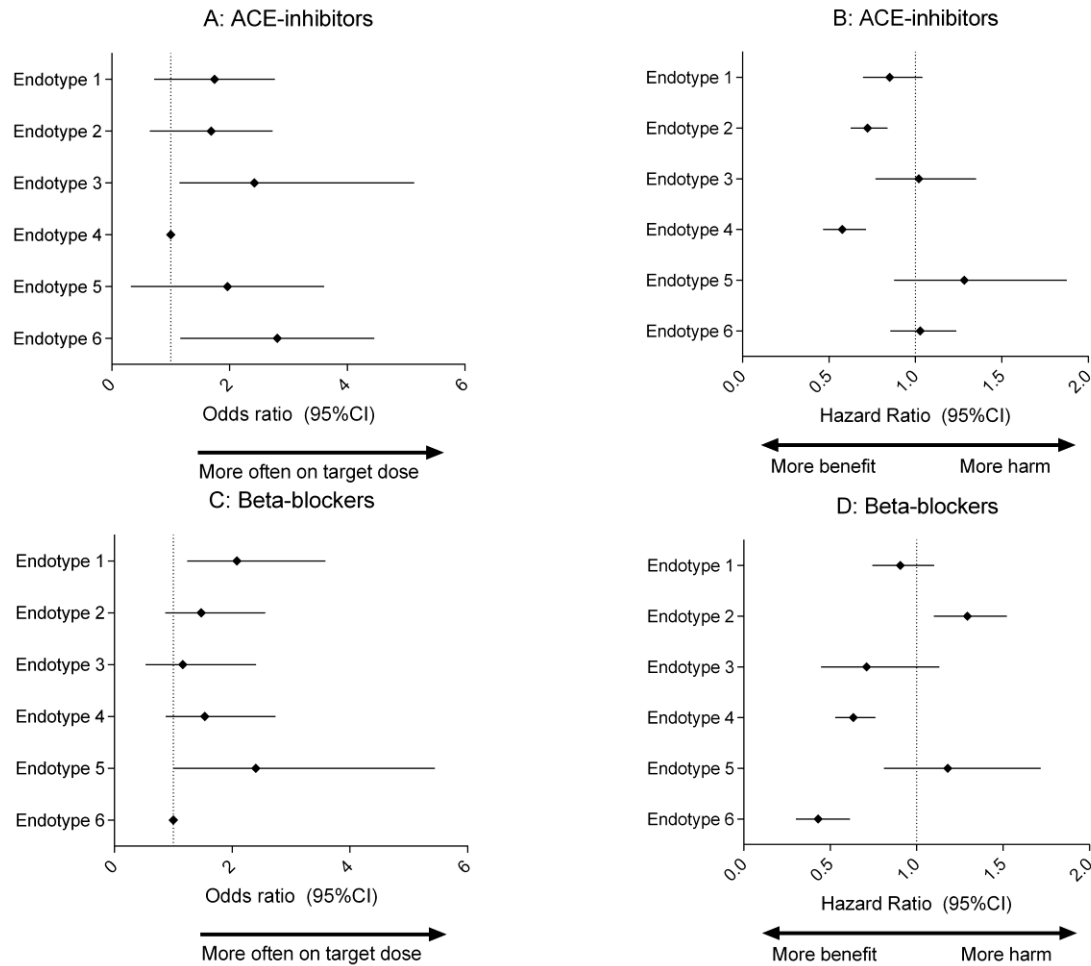 A: ACE-inhibitors
Endotype 1
Endotype 2
Endotype 3
Endotype 4
Endotype 5
Endotype 6
0
2
4
6
Odds ratio (95%CI)
More often on target dose
B: ACE-inhibitors
Endotype 1
Endotype 2
Endotype 3
Endotype 4
Endotype 5
Endotype 6
0.0
0.5
1.0
1.5
2.0
Hazard Ratio (95%CI)
More benefit
More harm
C: Beta-blockers
Endotype 1
Endotype 2
Endotype 3
Endotype 4
Endotype 5
Endotype 6
0
2
4
6
Odds ratio (95%CI)
More often on target dose
D: Beta-blockers
Endotype 1
Endotype 2
Endotype 3
Endotype 4
Endotype 5
Endotype 6
0.0
0.5
1.0
1.5
2.0
Hazard Ratio (95%CI)
More benefit
More harm